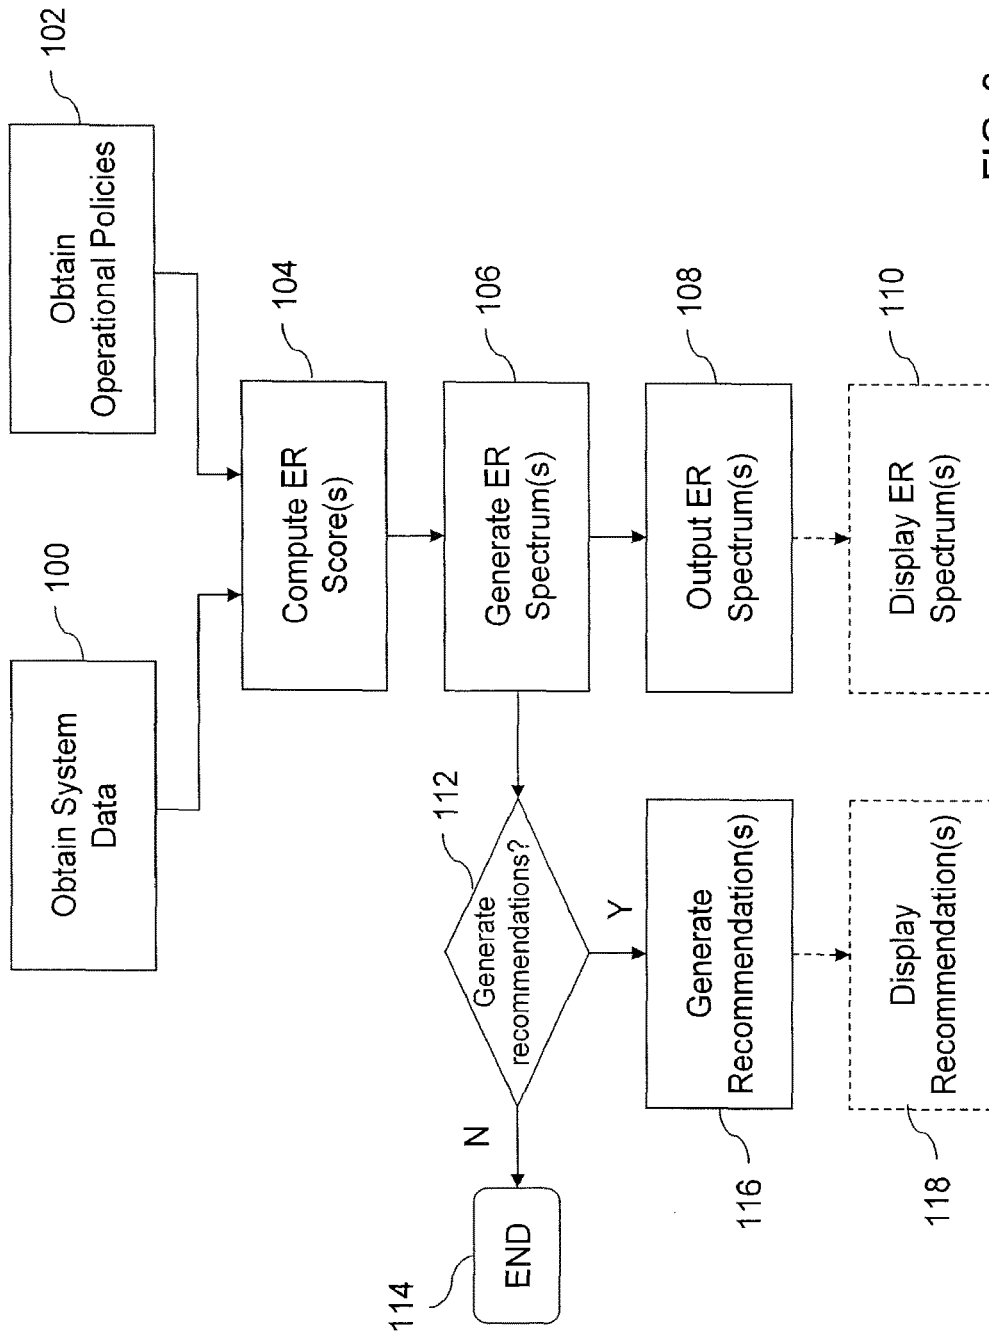 Obtain System
Data
100
Obtain
Operational Policies
102
Compute ER
Score(s)
104
Generate ER
Spectrum(s)
106
Output ER
Spectrum(s)
108
Display ER
Spectrum(s)
110
Generate
recommendations?
112
N
END
114
Y
Generate
Recommendation(s)
116
Display
Recommendation(s)
118